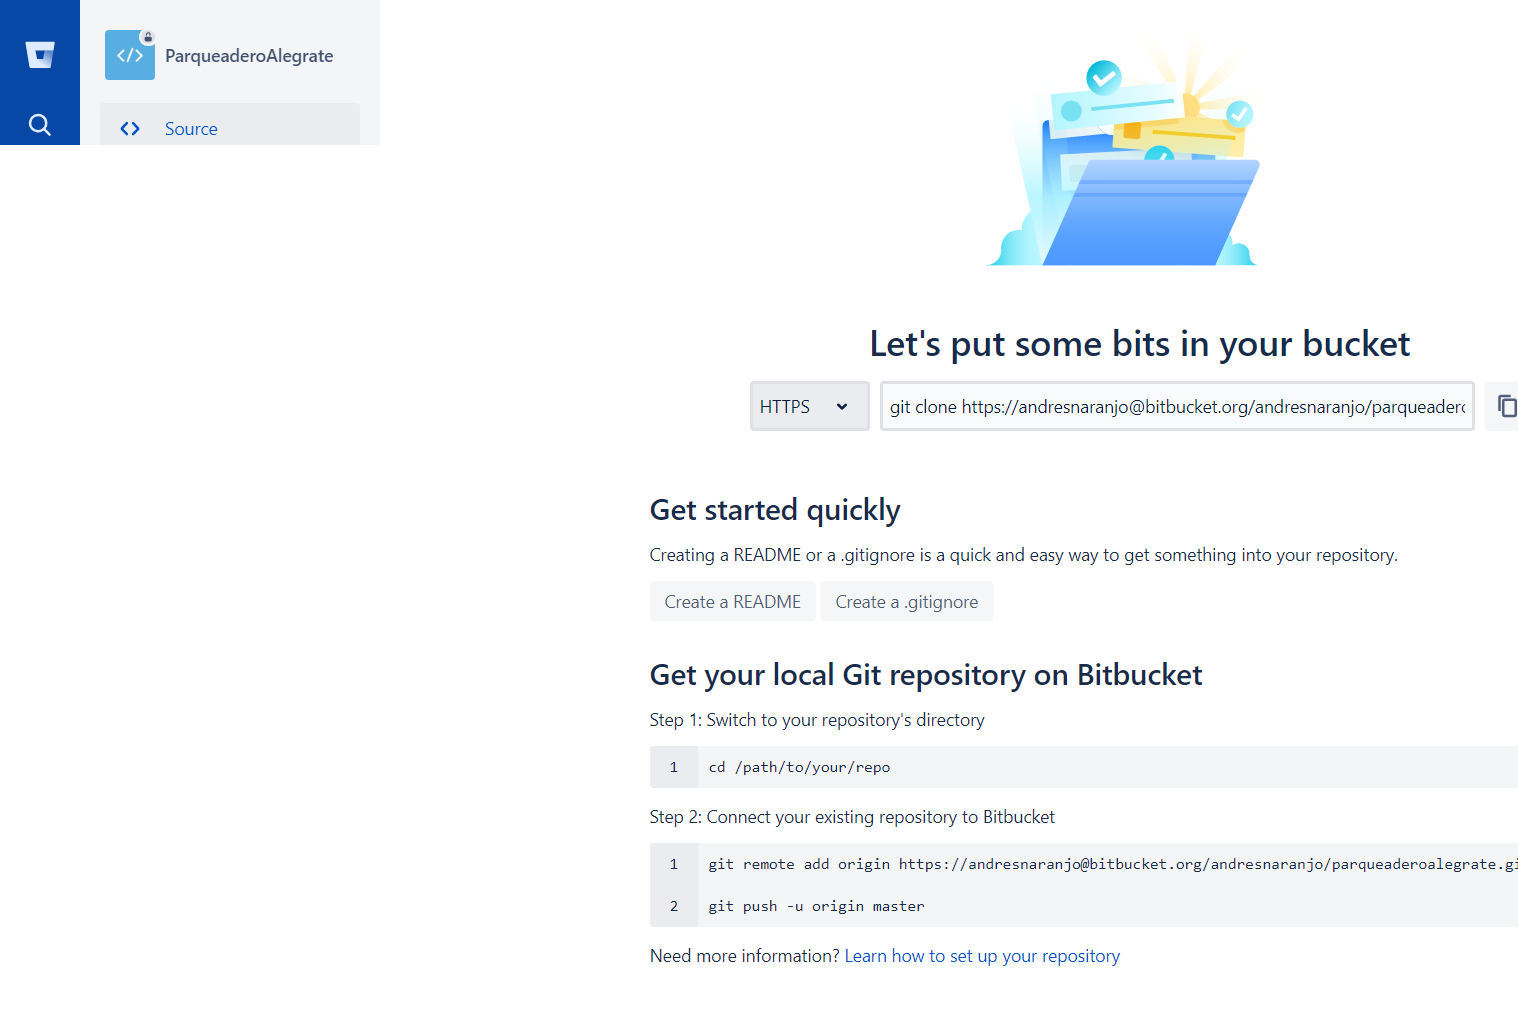 ParqueaderoAlegrate
Source
Let's put some bits in your bucket
HTTPS
git clone https://andresnaranjo@bitbucket.org/andresnaranjo/parqueadero
Get started quickly
Creating a README or a .gitignore is a quick and easy way to get something into your repository.
Create a README
Create a .gitignore
Get your local Git repository on Bitbucket
Step 1: Switch to your repository's directory
1 cd /path/to/your/repo
Step 2: Connect your existing repository to Bitbucket
1 git remote add origin https://andresnaranjo@bitbucket.org/andresnaranjo/parqueaderoalegrate.gi
2 git push -u origin master
Need more information? Learn how to set up your repository